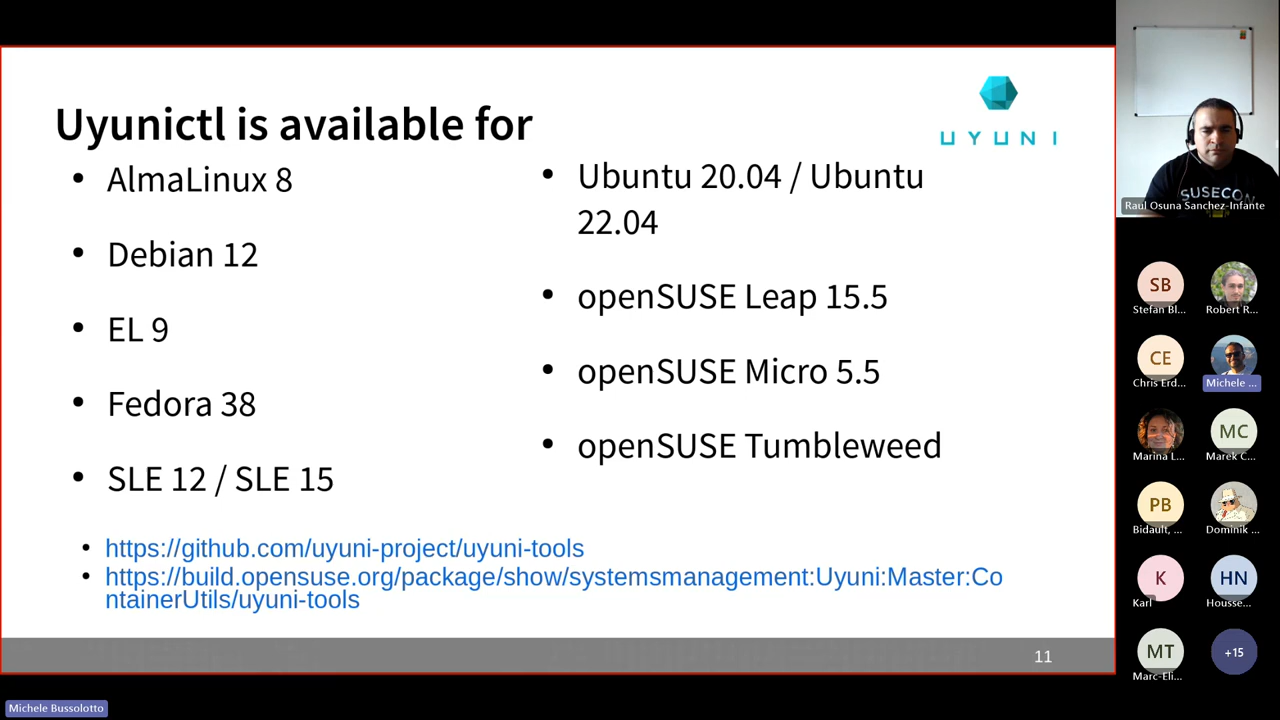 Uyunictl is available for
UYUNI
• AlmaLinux 8
• Debian 12
• EL 9
• Fedora 38
• SLE 12 / SLE 15
• Ubuntu 20.04 / Ubuntu
22.04
• openSUSE Leap 15.5
• openSUSE Micro 5.5
• openSUSE Tumbleweed
• https://github.com/uyuni-project/uyuni-tools
• https://build.opensuse.org/package/show/systemsmanagement:Uyuni:Master:Co
ntainerUtils/uyuni-tools
11
Michele Bussolotto
SUSECON
Raul Osuna Sanchez-Infante
SB
Stefan Bl...
Robert R...
CE
Chris Erd...
Michele ...
Marina L...
MC
Marek C...
PB
Bidault, ...
Dominik ...
K
Karl
HN
Housse...
MT
Marc-Eli...
+15